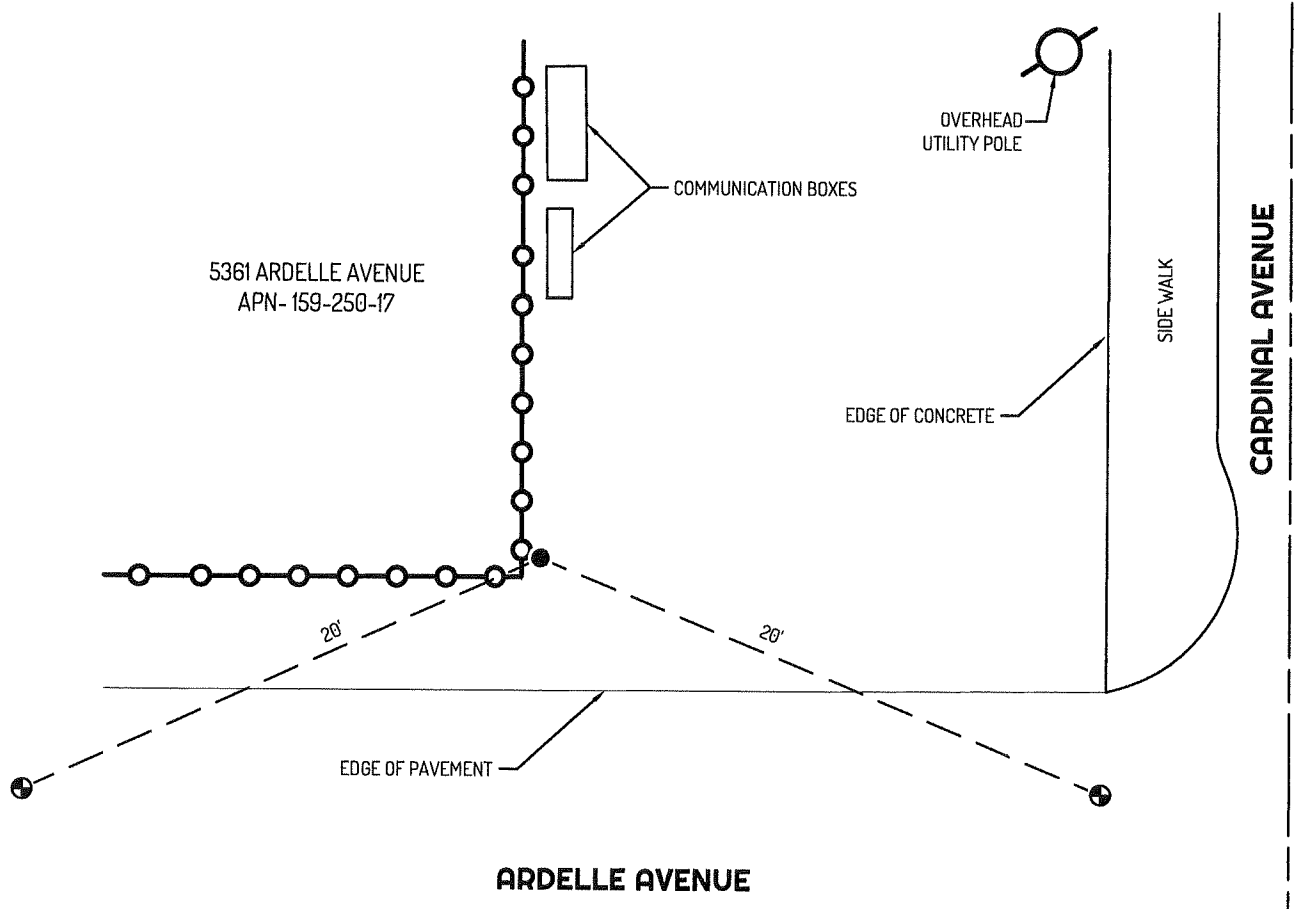 OVERHEAD
UTILITY POLE
COMMUNICATION BOXES
5361 ARDELLE AVENUE
APN- 159-250-17
SIDE WALK
CARDINAL AVENUE
EDGE OF CONCRETE
20'
20'
EDGE OF PAVEMENT
ARDELLE AVENUE